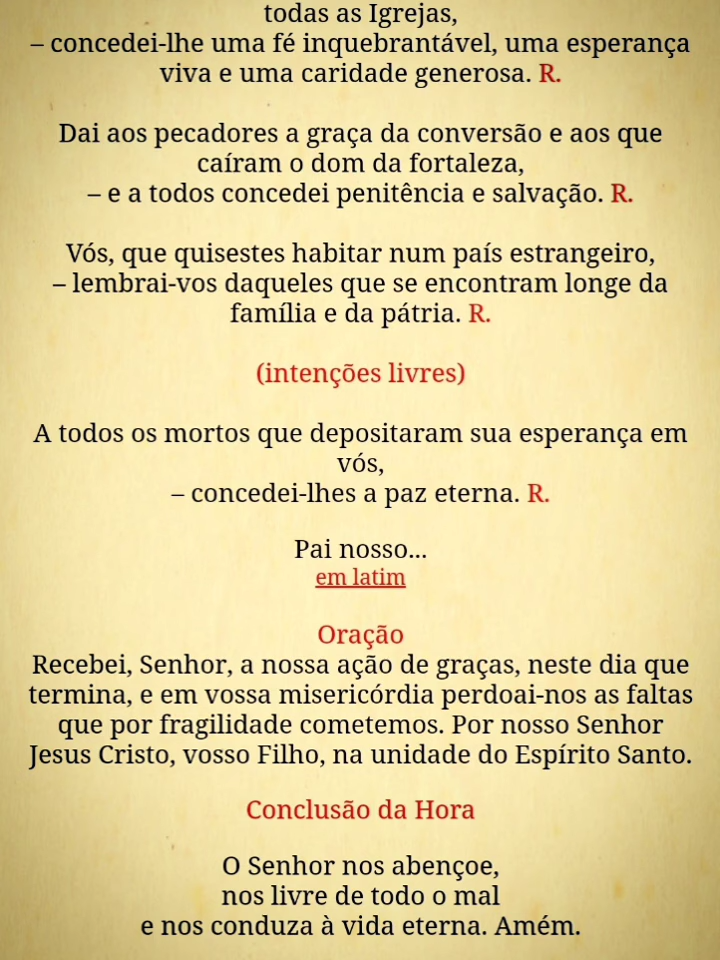 todas as Igrejas,
– concedei-lhe uma fé inquebrantável, uma esperança
viva e uma caridade generosa. R.
Dai aos pecadores a graça da conversão e aos que
caíram o dom da fortaleza,
– e a todos concedei penitência e salvação. R.
Vós, que quisestes habitar num país estrangeiro,
– lembrai-vos daqueles que se encontram longe da
família e da pátria. R.
(intenções livres)
A todos os mortos que depositaram sua esperança em
vós,
– concedei-lhes a paz eterna. R.
Pai nosso...
em latim
Oração
Recebei, Senhor, a nossa ação de graças, neste dia que
termina, e em vossa misericórdia perdoai-nos as faltas
que por fragilidade cometemos. Por nosso Senhor
Jesus Cristo, vosso Filho, na unidade do Espírito Santo.
Conclusão da Hora
O Senhor nos abençoe,
nos livre de todo o mal
e nos conduza à vida eterna. Amém.